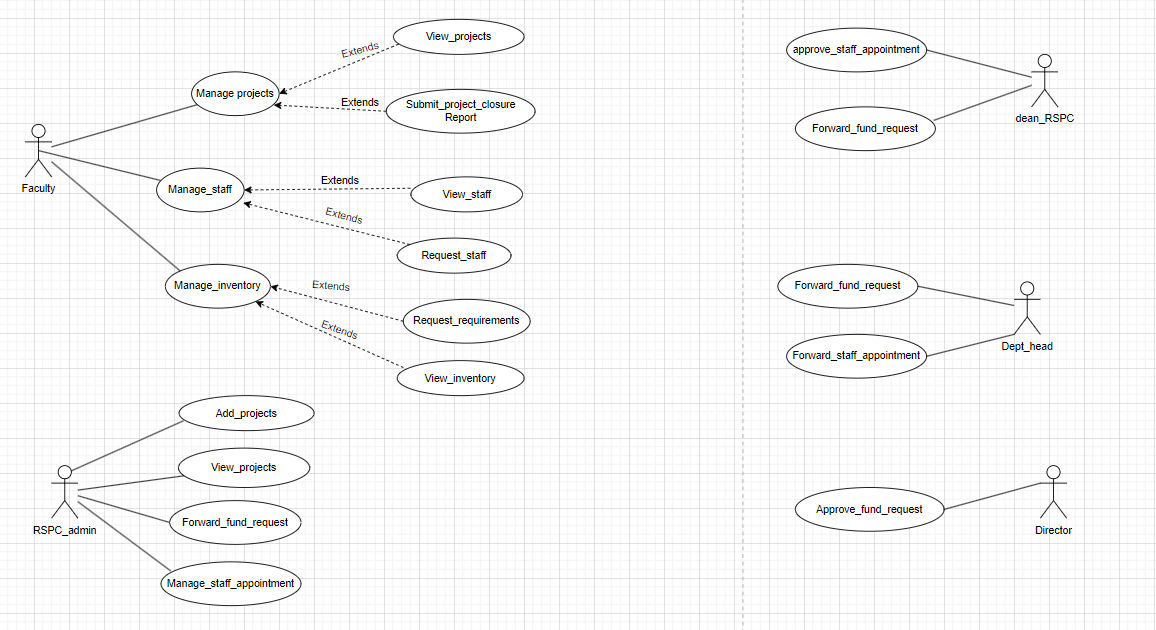 View_projects
Extends
Manage projects
Extends
Submit_project_closure
Report
Faculty
Manage_staff
Extends
View_staff
Extends
Request_staff
Manage_inventory
Extends
Request_requirements
Extends
View_inventory
Add_projects
View_projects
RSPC_admin
Forward_fund_request
Manage_staff_appointment
approve_staff_appointment
dean_RSPC
Forward_fund_request
Forward_fund_request
Dept_head
Forward_staff_appointment
Approve_fund_request
Director